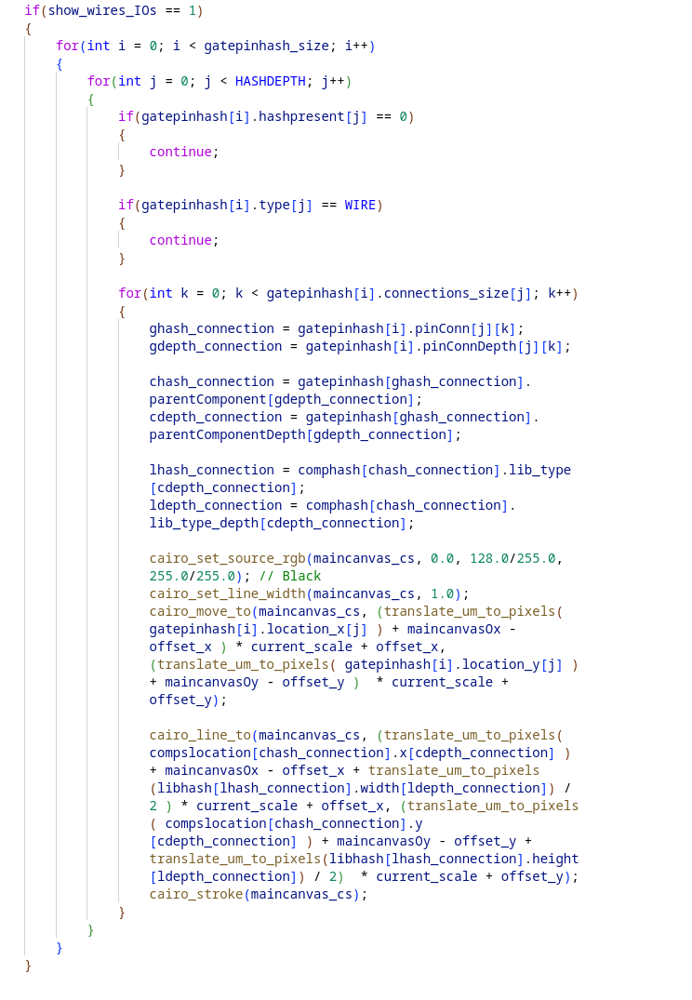 if(show_wires_IOs == 1)
{
for(int i = 0; i < gatepinhash_size; i++)
{
for(int j = 0; j < HASHDEPTH; j++)
{
if(gatepinhash[i].hashpresent[j] == 0)
{
continue;
}
if(gatepinhash[i].type[j] == WIRE)
{
continue;
}
for(int k = 0; k < gatepinhash[i].connections_size[j]; k++)
{
ghash_connection = gatepinhash[i].pinConn[j][k];
gdepth_connection = gatepinhash[i].pinConnDepth[j][k];
chash_connection = gatepinhash[ghash_connection].
parentComponent[gdepth_connection];
cdepth_connection = gatepinhash[ghash_connection].
parentComponentDepth[gdepth_connection];
lhash_connection = comphash[chash_connection].lib_type
[cdepth_connection];
ldepth_connection = comphash[chash_connection].
lib_type_depth[cdepth_connection];
cairo_set_source_rgb(maincanvas_cs, 0.0, 128.0/255.0,
255.0/255.0); // Black
cairo_set_line_width(maincanvas_cs, 1.0);
cairo_move_to(maincanvas_cs, (translate_um_to_pixels(
gatepinhash[i].location_x[j] ) + maincanvasOx -
offset_x ) * current_scale + offset_x,
(translate_um_to_pixels( gatepinhash[i].location_y[j] )
+ maincanvasOy - offset_y )  * current_scale +
offset_y);
cairo_line_to(maincanvas_cs, (translate_um_to_pixels(
compslocation[chash_connection].x[cdepth_connection] )
+ maincanvasOx - offset_x + translate_um_to_pixels
(libhash[lhash_connection].width[ldepth_connection]) /
2 ) * current_scale + offset_x, (translate_um_to_pixels
( compslocation[chash_connection].y
[cdepth_connection] ) + maincanvasOy - offset_y +
translate_um_to_pixels(libhash[lhash_connection].height
[ldepth_connection]) / 2)  * current_scale + offset_y);
cairo_stroke(maincanvas_cs);
}
}
}
}